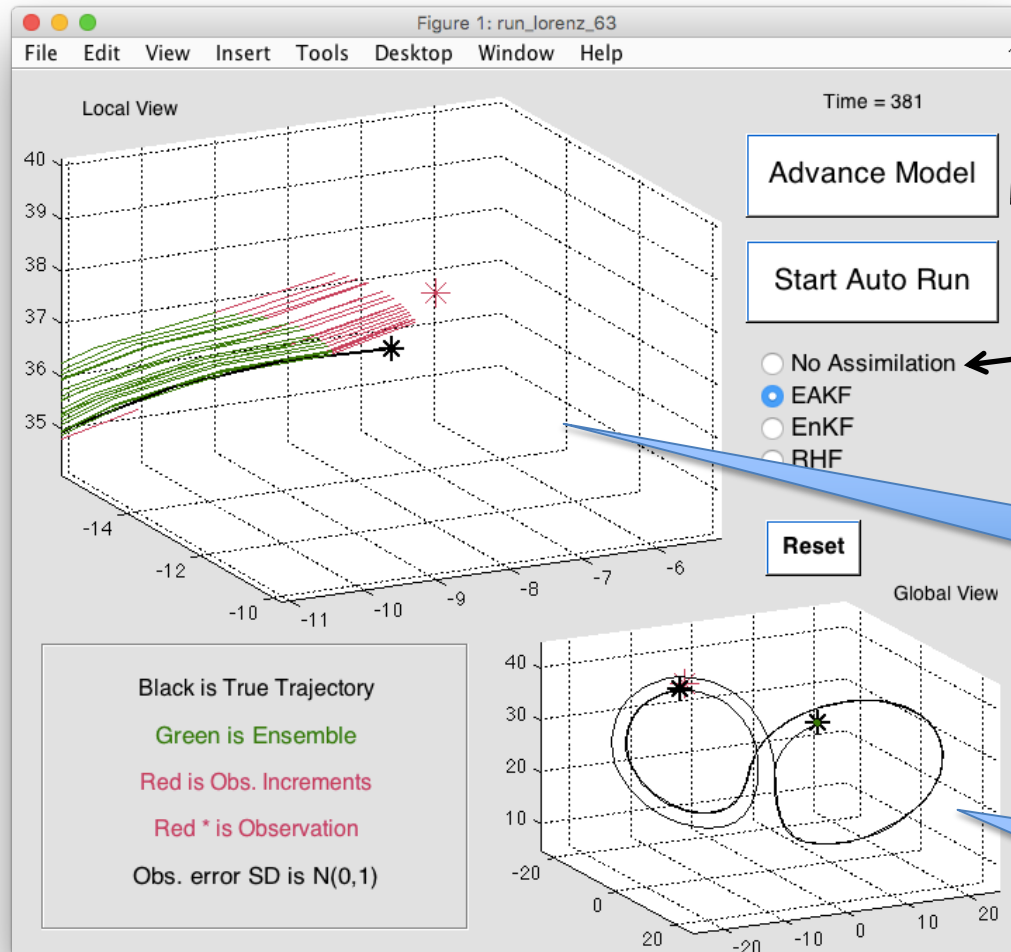 Figure 1: run_lorenz_63
File Edit View Insert Tools Desktop Window Help
Local View
Time = 381
40
39
38
37
36
35
-14
-12
-10
-11
-10
-9
-8
-7
-6
Advance Model
Start Auto Run
No Assimilation
EAKF
EnKF
RHF
Reset
Global View
40
30
20
10
-20
0
20
-20
-10
0
10
20
Black is True Trajectory
Green is Ensemble
Red is Obs. Increments
Red * is Observation
Obs. error SD is N(0,1)